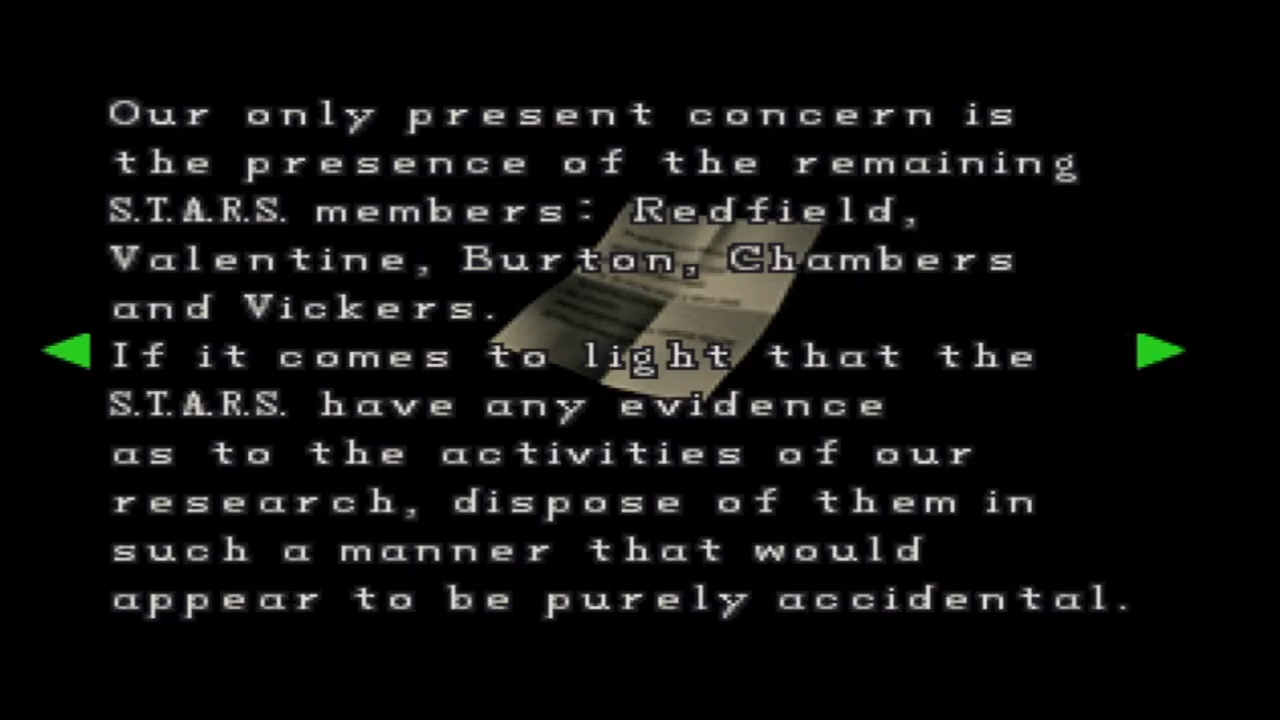 Our only present concern is
the presence of the remaining
S.T.A.R.S. members: Redfield,
Valentine, Burton, Chambers
and Vickers.
If it comes to light that the
S.T.A.R.S. have any evidence
as to the activities of our
research, dispose of them in
such a manner that would
appear to be purely accidental.